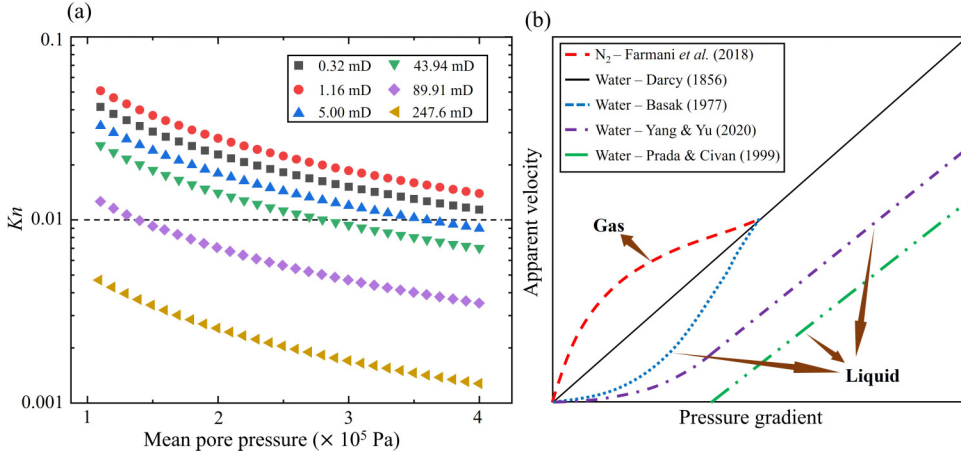 (a)
0.1
0.01
0.001
Kn
0.32 mD
1.16 mD
5.00 mD
43.94 mD
89.91 mD
247.6 mD
1
2
3
4
Mean pore pressure (× 10⁵ Pa)
(b)
N₂ – Farmani et al. (2018)
Water – Darcy (1856)
Water – Basak (1977)
Water – Yang & Yu (2020)
Water – Prada & Civan (1999)
Gas
Liquid
Apparent velocity
Pressure gradient